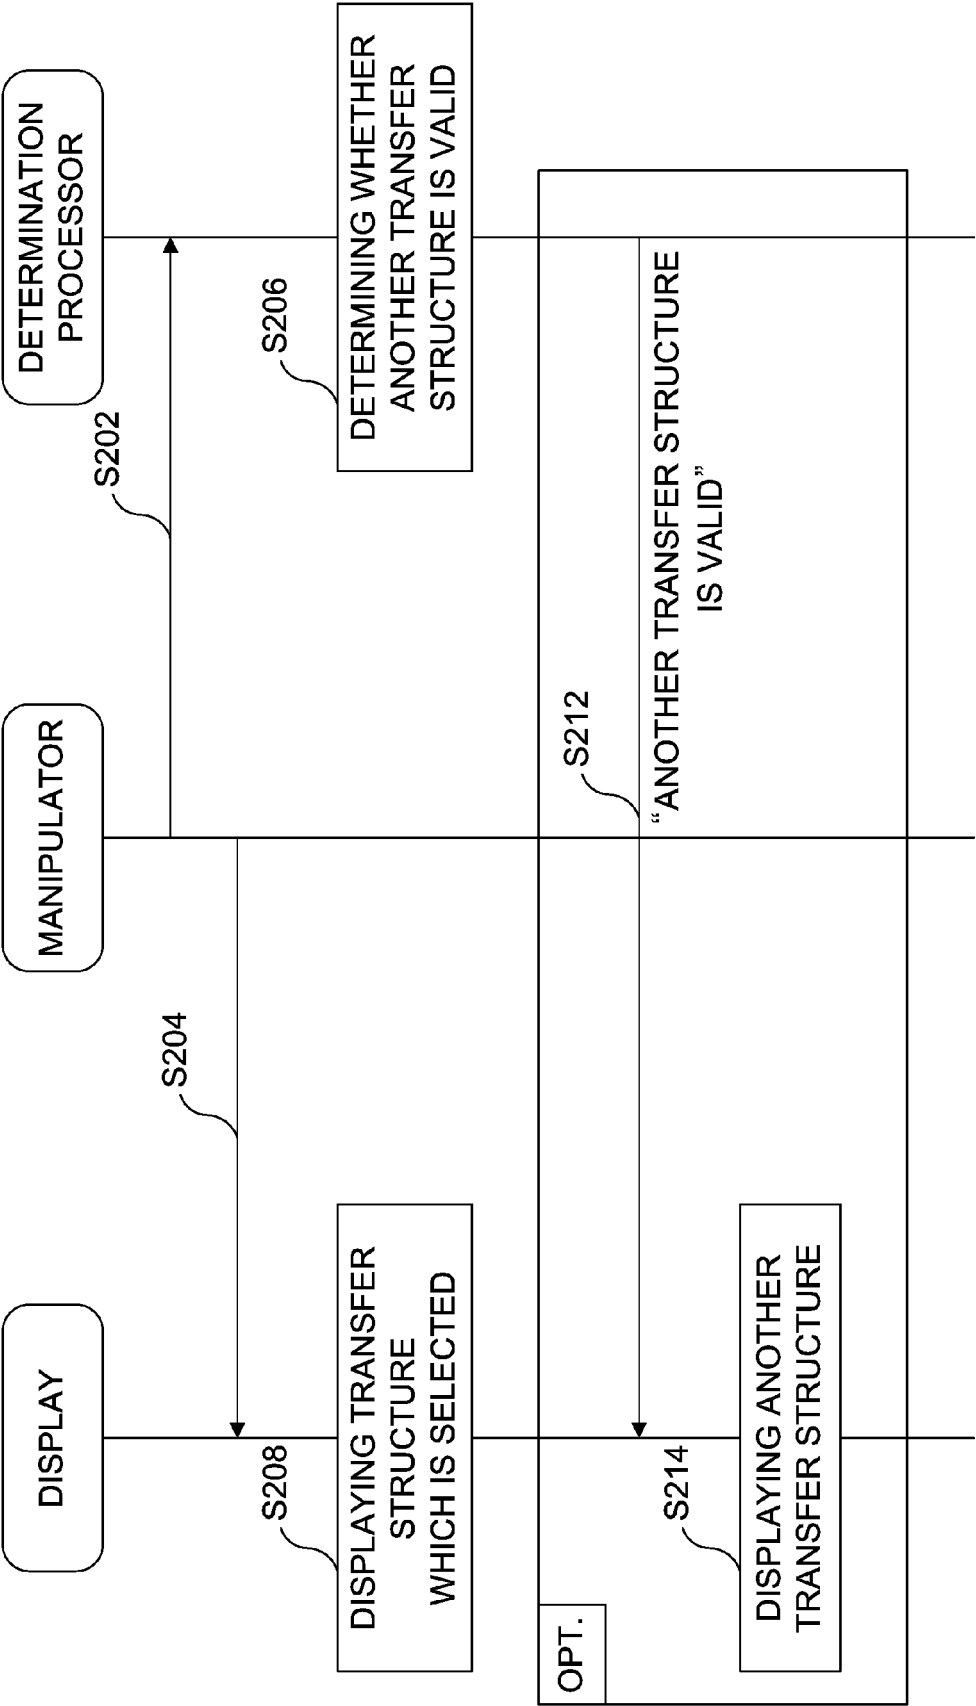 DISPLAY
MANIPULATOR
DETERMINATION
PROCESSOR
S202
S204
S208
DISPLAYING TRANSFER
STRUCTURE
WHICH IS SELECTED
S206
DETERMINING WHETHER
ANOTHER TRANSFER
STRUCTURE IS VALID
OPT.
S212
“ANOTHER TRANSFER STRUCTURE
IS VALID”
S214
DISPLAYING ANOTHER
TRANSFER STRUCTURE